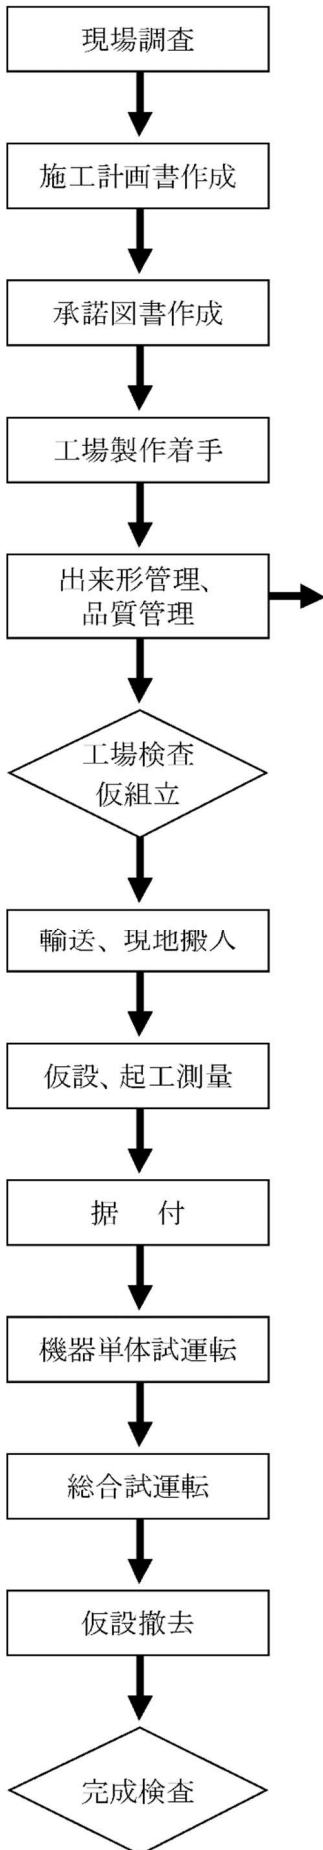 現場調査
施工計画書作成
承諾図書作成
工場製作着手
出来形管理、
品質管理
工場検査
仮組立
輸送、現地搬入
仮設、起工測量
据　付
機器単体試運転
総合試運転
仮設撤去
完成検査